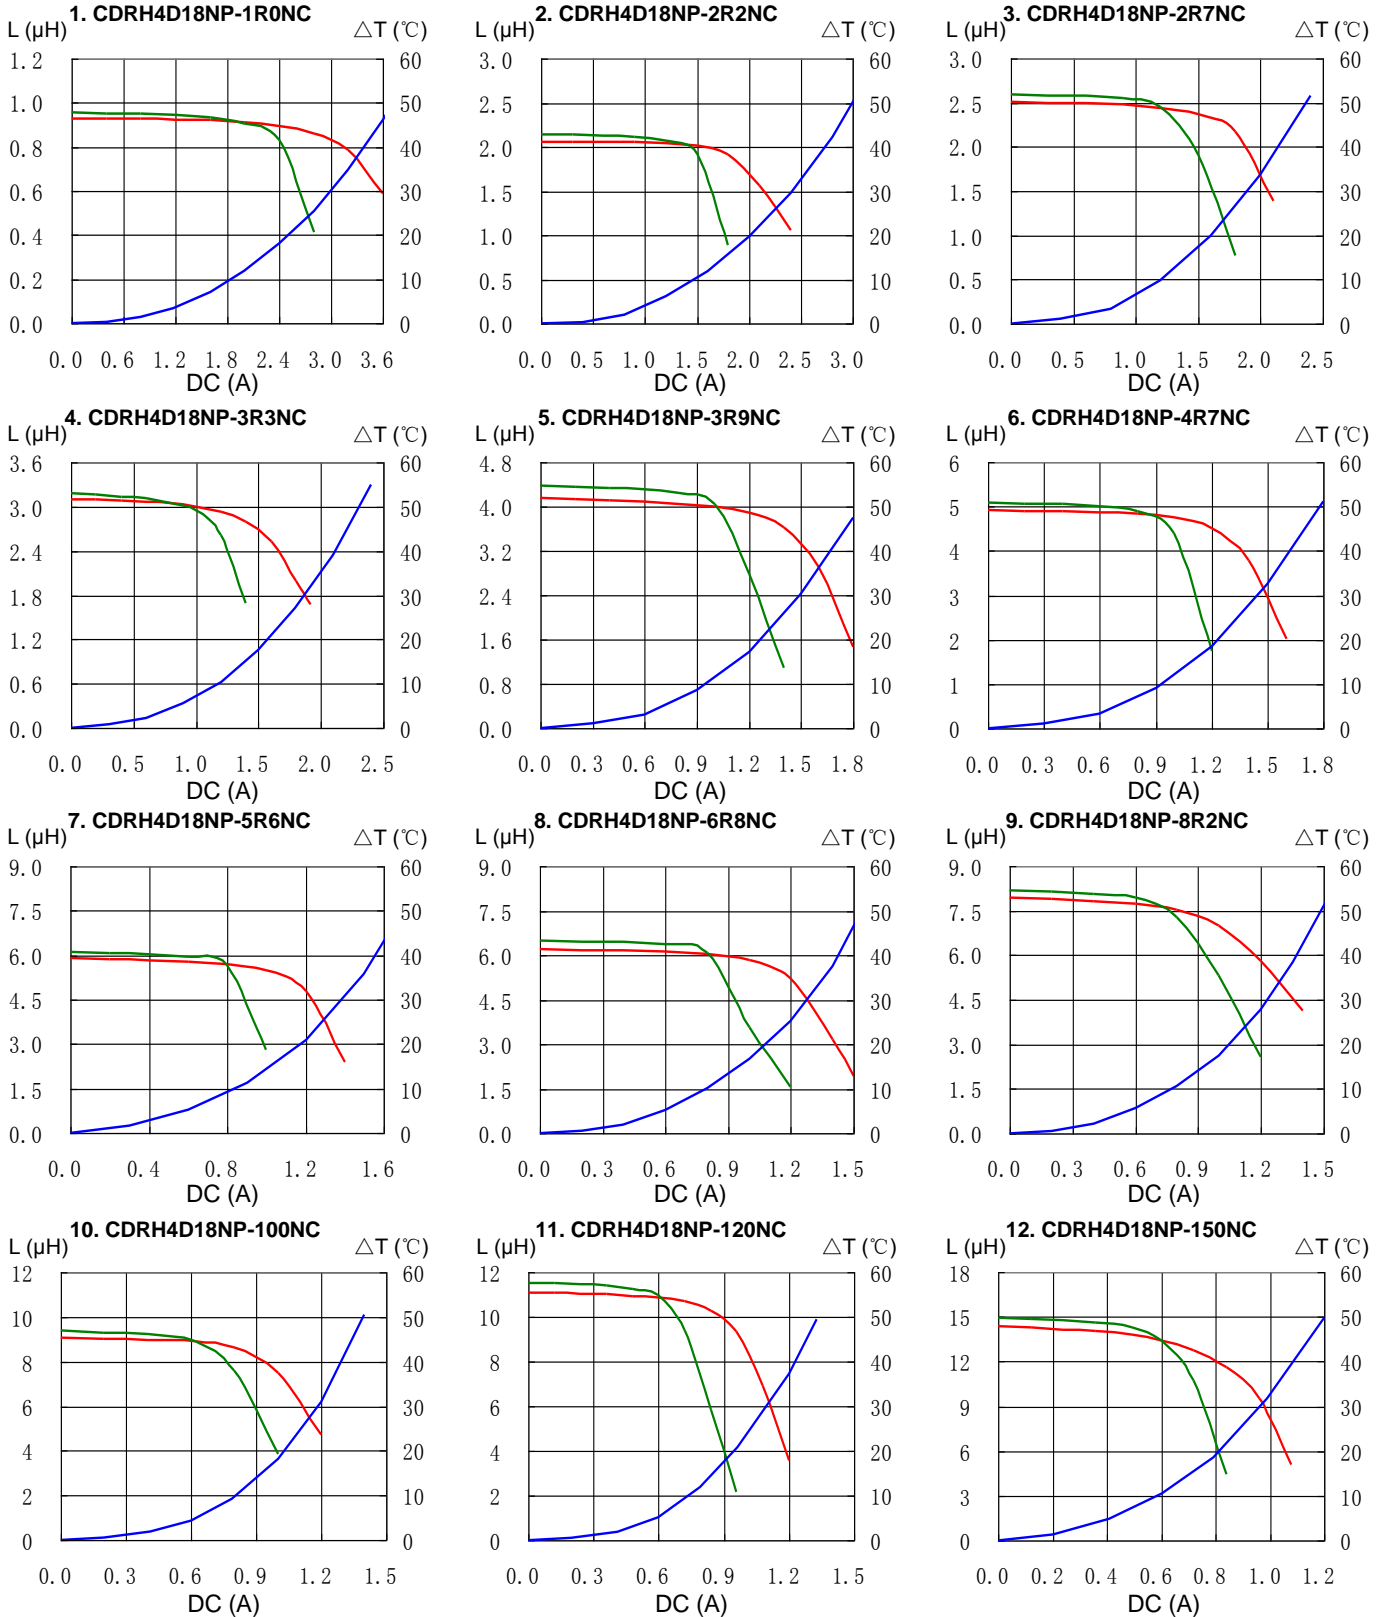 1. CDRH4D18NP-1R0NC
L (μH) △T (℃)
1.2 60
1.0 50
0.8 40
0.6 30
0.4 20
0.2 10
0.0 0
0.0 0.6 1.2 1.8 2.4 3.0 3.6
DC (A)
2. CDRH4D18NP-2R2NC
L (μH) △T (℃)
3.0 60
2.5 50
2.0 40
1.5 30
1.0 20
0.5 10
0.0 0
0.0 0.5 1.0 1.5 2.0 3.0
DC (A)
3. CDRH4D18NP-2R7NC
L (μH) △T (℃)
3.0 60
2.5 50
2.0 40
1.5 30
1.0 20
0.5 10
0.0 0
0.0 0.5 1.0 1.5 2.0 2.5
DC (A)
4. CDRH4D18NP-3R3NC
L (μH) △T (℃)
3.6 60
3.0 50
2.4 40
1.8 30
1.2 20
0.6 10
0.0 0
0.0 0.5 1.0 1.5 2.0 2.5
DC (A)
5. CDRH4D18NP-3R9NC
L (μH) △T (℃)
4.8 60
4.0 50
3.2 40
2.4 30
1.6 20
0.8 10
0.0 0
0.0 0.3 0.6 0.9 1.2 1.5 1.8
DC (A)
6. CDRH4D18NP-4R7NC
L (μH) △T (℃)
6 60
5 50
4 40
3 30
2 20
1 10
0 0
0.0 0.3 0.6 0.9 1.2 1.5 1.8
DC (A)
7. CDRH4D18NP-5R6NC
L (μH) △T (℃)
9.0 60
7.5 50
6.0 40
4.5 30
3.0 20
1.5 10
0.0 0
0.0 0.4 0.8 1.2 1.6
DC (A)
8. CDRH4D18NP-6R8NC
L (μH) △T (℃)
9.0 60
7.5 50
6.0 40
4.5 30
3.0 20
1.5 10
0.0 0
0.0 0.3 0.6 0.9 1.2 1.5
DC (A)
9. CDRH4D18NP-8R2NC
L (μH) △T (℃)
9.0 60
7.5 50
6.0 40
4.5 30
3.0 20
1.5 10
0.0 0
0.0 0.3 0.6 0.9 1.2 1.5
DC (A)
10. CDRH4D18NP-100NC
L (μH) △T (℃)
12 60
10 50
8 40
6 30
4 20
2 10
0 0
0.0 0.3 0.6 0.9 1.2 1.5
DC (A)
11. CDRH4D18NP-120NC
L (μH) △T (℃)
12 60
10 50
8 40
6 30
4 20
2 10
0 0
0.0 0.3 0.6 0.9 1.2 1.5
DC (A)
12. CDRH4D18NP-150NC
L (μH) △T (℃)
18 60
15 50
12 40
9 30
6 20
3 10
0 0
0.0 0.2 0.4 0.6 0.8 1.0 1.2
DC (A)